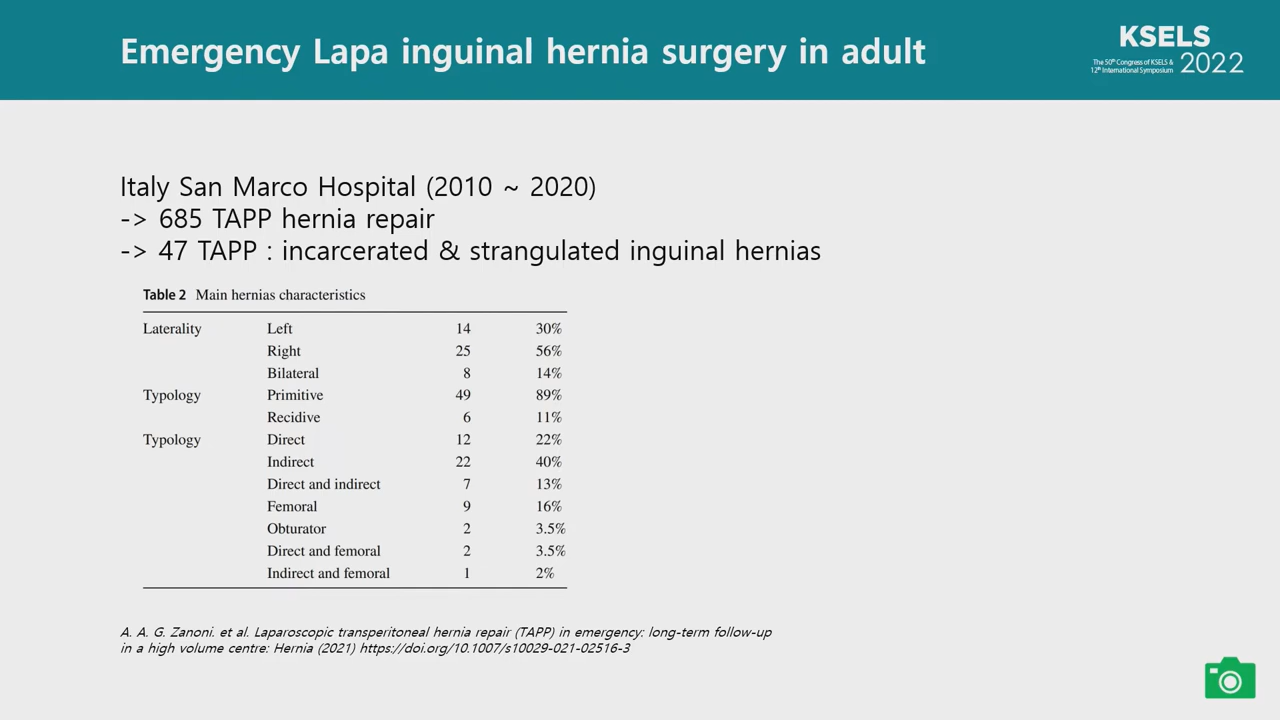 Emergency Lapa inguinal hernia surgery in adult
KSELS
The 50th Congress of KSELS &
12th International Symposium 2022
Italy San Marco Hospital (2010 ~ 2020)
-> 685 TAPP hernia repair
-> 47 TAPP : incarcerated & strangulated inguinal hernias
Table 2 Main hernias characteristics
Laterality Left 14 30%
Right 25 56%
Bilateral 8 14%
Typology Primitive 49 89%
Recidive 6 11%
Typology Direct 12 22%
Indirect 22 40%
Direct and indirect 7 13%
Femoral 9 16%
Obturator 2 3.5%
Direct and femoral 2 3.5%
Indirect and femoral 1 2%
A. A. G. Zanoni. et al. Laparoscopic transperitoneal hernia repair (TAPP) in emergency: long-term follow-up
in a high volume centre: Hernia (2021) https://doi.org/10.1007/s10029-021-02516-3